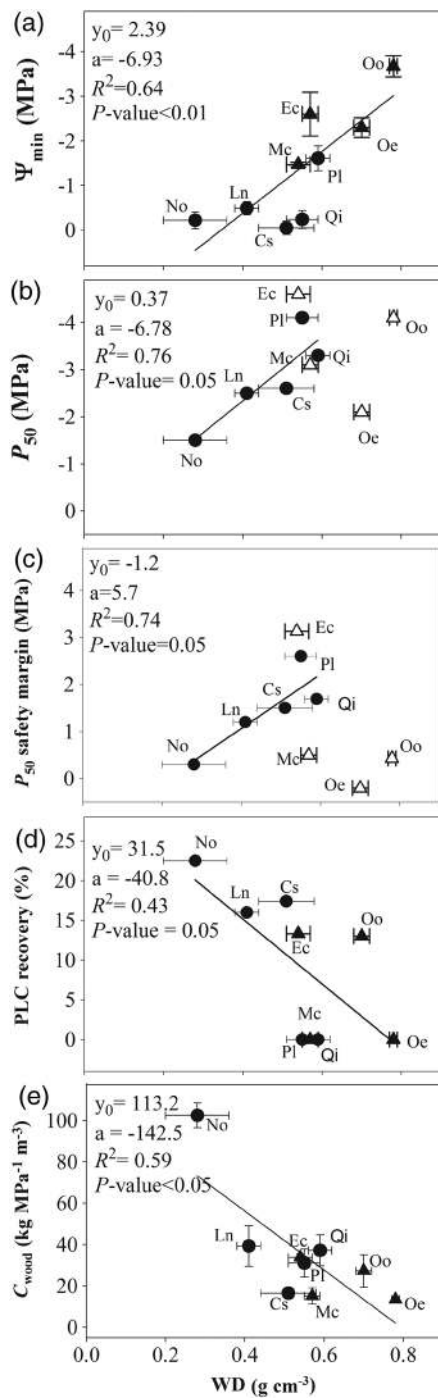 (a)
y0 = 2.39
a= -6.93
R2=0.64
P-value<0.01
-4
-3
-2
-1
0
Ψmin (MPa)
Oo
Ec
Oe
Mc
Pl
No
Ln
Cs
Qi
(b)
y0 = 0.37
a = -6.78
R2= 0.76
P-value= 0.05
-4
-3
-2
-1
0
P50 (MPa)
Ec
Pl
Oo
Mc
Qi
Ln
Cs
Oe
No
(c)
y0 = -1.2
a=5.7
R2=0.74
P-value=0.05
4
3
2
1
0
P50 safety margin (MPa)
Ec
Pl
Cs
Qi
Ln
No
Mc
Oo
Oe
(d)
y0 = 31.5
a = -40.8
R2= 0.43
P-value = 0.05
25
20
15
10
5
0
PLC recovery (%)
No
Ln
Cs
Ec
Oo
Mc
Pl
Qi
Oe
(e)
y0 = 113.2
a = -142.5
R2= 0.59
P-value<0.05
100
80
60
40
20
0
Cwood (kg MPa-1 m-3)
No
Ln
Ec
Qi
Pl
Oo
Cs
Mc
Oe
0.0 0.2 0.4 0.6 0.8 1.0
WD (g cm-3)